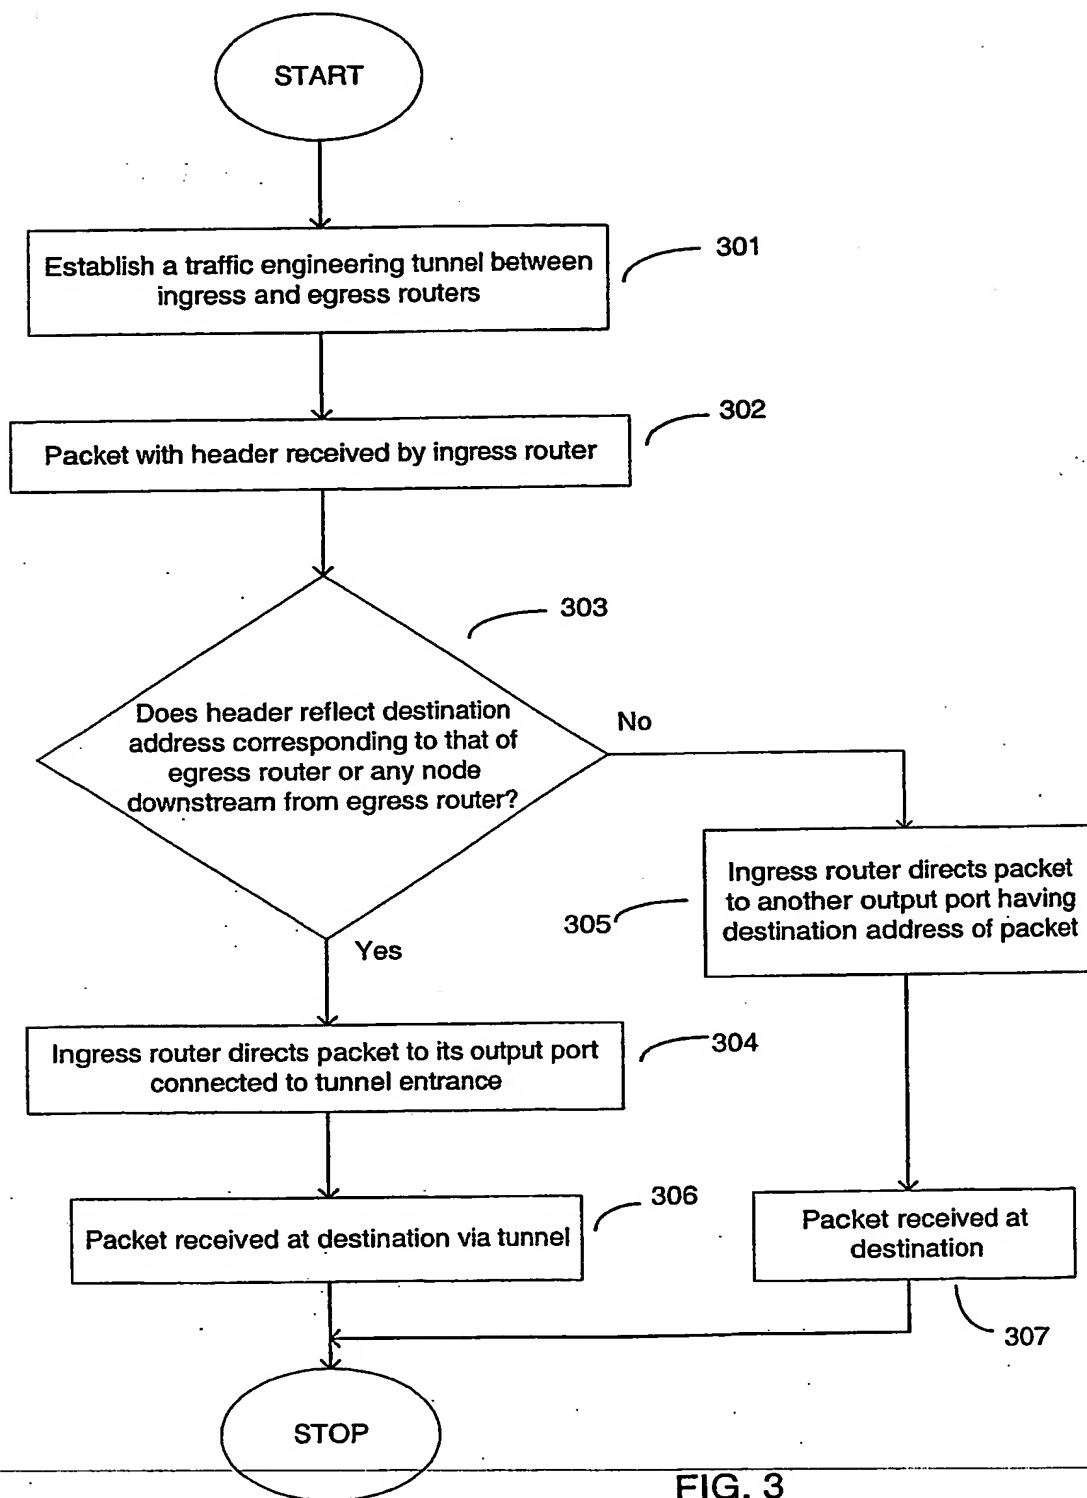 START
Establish a traffic engineering tunnel between
ingress and egress routers
301
Packet with header received by ingress router
302
303
Does header reflect destination
address corresponding to that of
egress router or any node
downstream from egress router?
No
Yes
Ingress router directs packet
to another output port having
destination address of packet
305
Ingress router directs packet to its output port
connected to tunnel entrance
304
Packet received at destination via tunnel
306
Packet received at
destination
307
STOP
FIG. 3